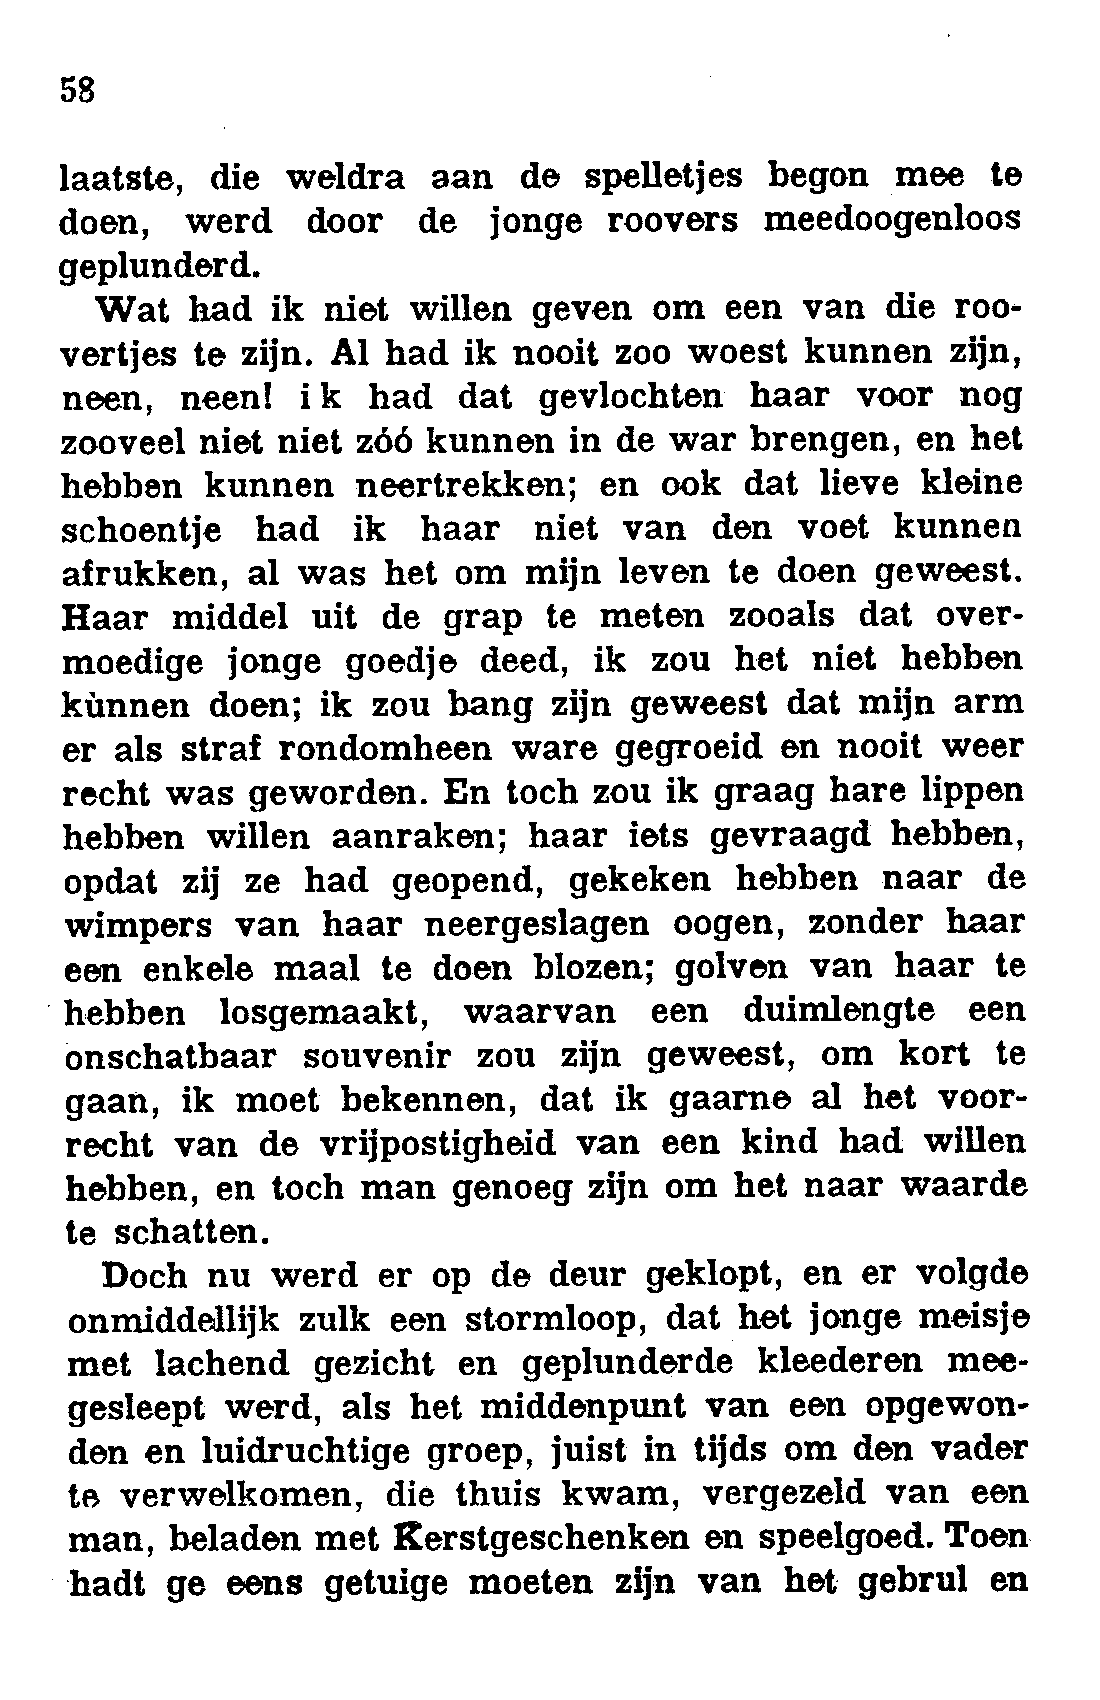 58
laatste, die weldra aan de spelletjes begon mee te
doen, werd door de jonge roovers meedoogenloos
geplunderd.
Wat had ik niet willen geven om een van die roo-
vertjes te zijn. Al had ik nooit zoo woest kunnen zijn,
neen, neen! i k had dat gevlochten haar voor nog
zooveel niet niet zóó kunnen in de war brengen, en het
hebben kunnen neertrekken; en ook dat lieve kleine
schoentje had ik haar niet van den voet kunnen
afrukken, al was het om mijn leven te doen geweest.
Haar middel uit de grap te meten zooals dat over-
moedige jonge goedje deed, ik zou het niet hebben
kùnnen doen; ik zou bang zijn geweest dat mijn arm
er als straf rondomheen ware gegroeid en nooit weer
recht was geworden. En toch zou ik graag hare lippen
hebben willen aanraken; haar iets gevraagd hebben,
opdat zij ze had geopend, gekeken hebben naar de
wimpers van haar neergeslagen oogen, zonder haar
een enkele maal te doen blozen; golven van haar te
hebben losgemaakt, waarvan een duimlengte een
onschatbaar souvenir zou zijn geweest, om kort te
gaan, ik moet bekennen, dat ik gaarne al het voor-
recht van de vrijpostigheid van een kind had willen
hebben, en toch man genoeg zijn om het naar waarde
te schatten.
Doch nu werd er op de deur geklopt, en er volgde
onmiddellijk zulk een stormloop, dat het jonge meisje
met lachend gezicht en geplunderde kleederen mee-
gesleept werd, als het middenpunt van een opgewon-
den en luidruchtige groep, juist in tijds om den vader
te verwelkomen, die thuis kwam, vergezeld van een
man, beladen met Kerstgeschenken en speelgoed. Toen
hadt ge eens getuige moeten zijn van het gebrul en